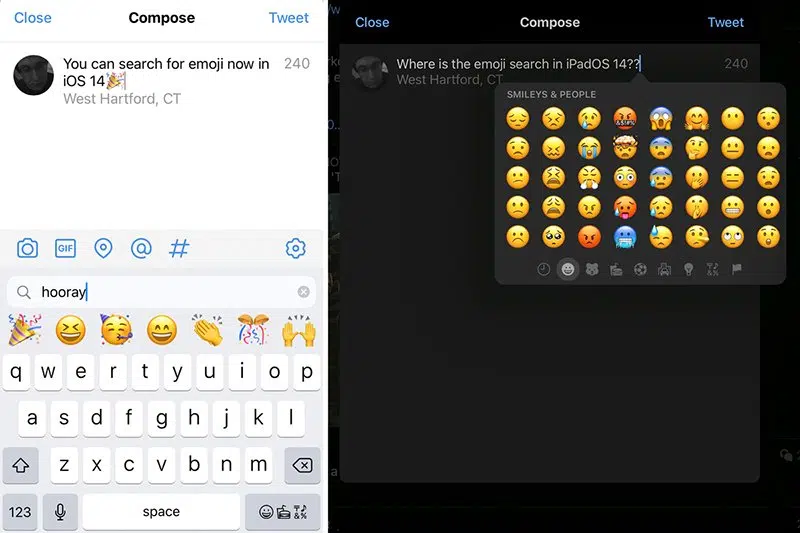 Close Compose Tweet
You can search for emoji now in 240
iOS 14🎉
West Hartford, CT
GIF
@
#
hooray
q w e r t y u i o p
a s d f g h j k l
z x c v b n m
123 space
Close Compose Tweet
Where is the emoji search in iPadOS 14?? 240
West Hartford, CT
SMILEYS & PEOPLE